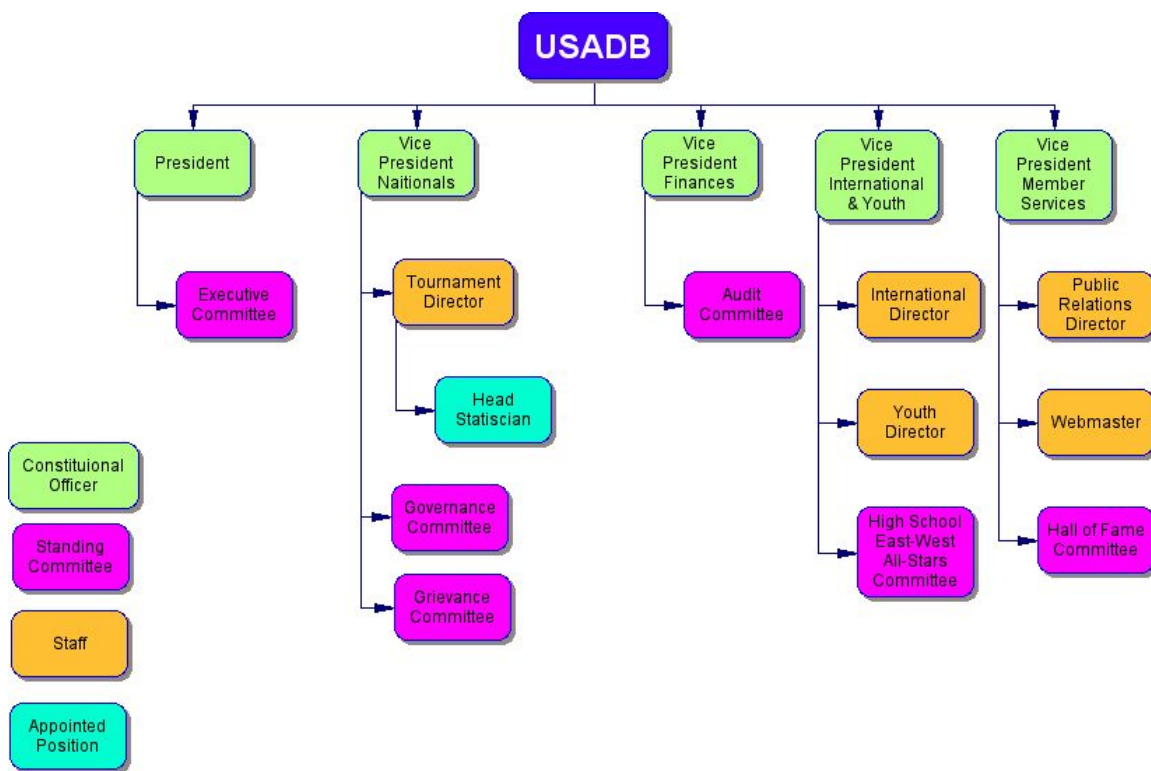 USADB
President
Vice
President
Naitionals
Vice
President
Finances
Vice
President
International
& Youth
Vice
President
Member
Services
Executive
Committee
Tournament
Director
Audit
Committee
International
Director
Public
Relations
Director
Head
Statiscian
Youth
Director
Webmaster
Governance
Committee
High School
East-West
All-Stars
Committee
Hall of Fame
Committee
Grievance
Committee
Constituional
Officer
Standing
Committee
Staff
Appointed
Position